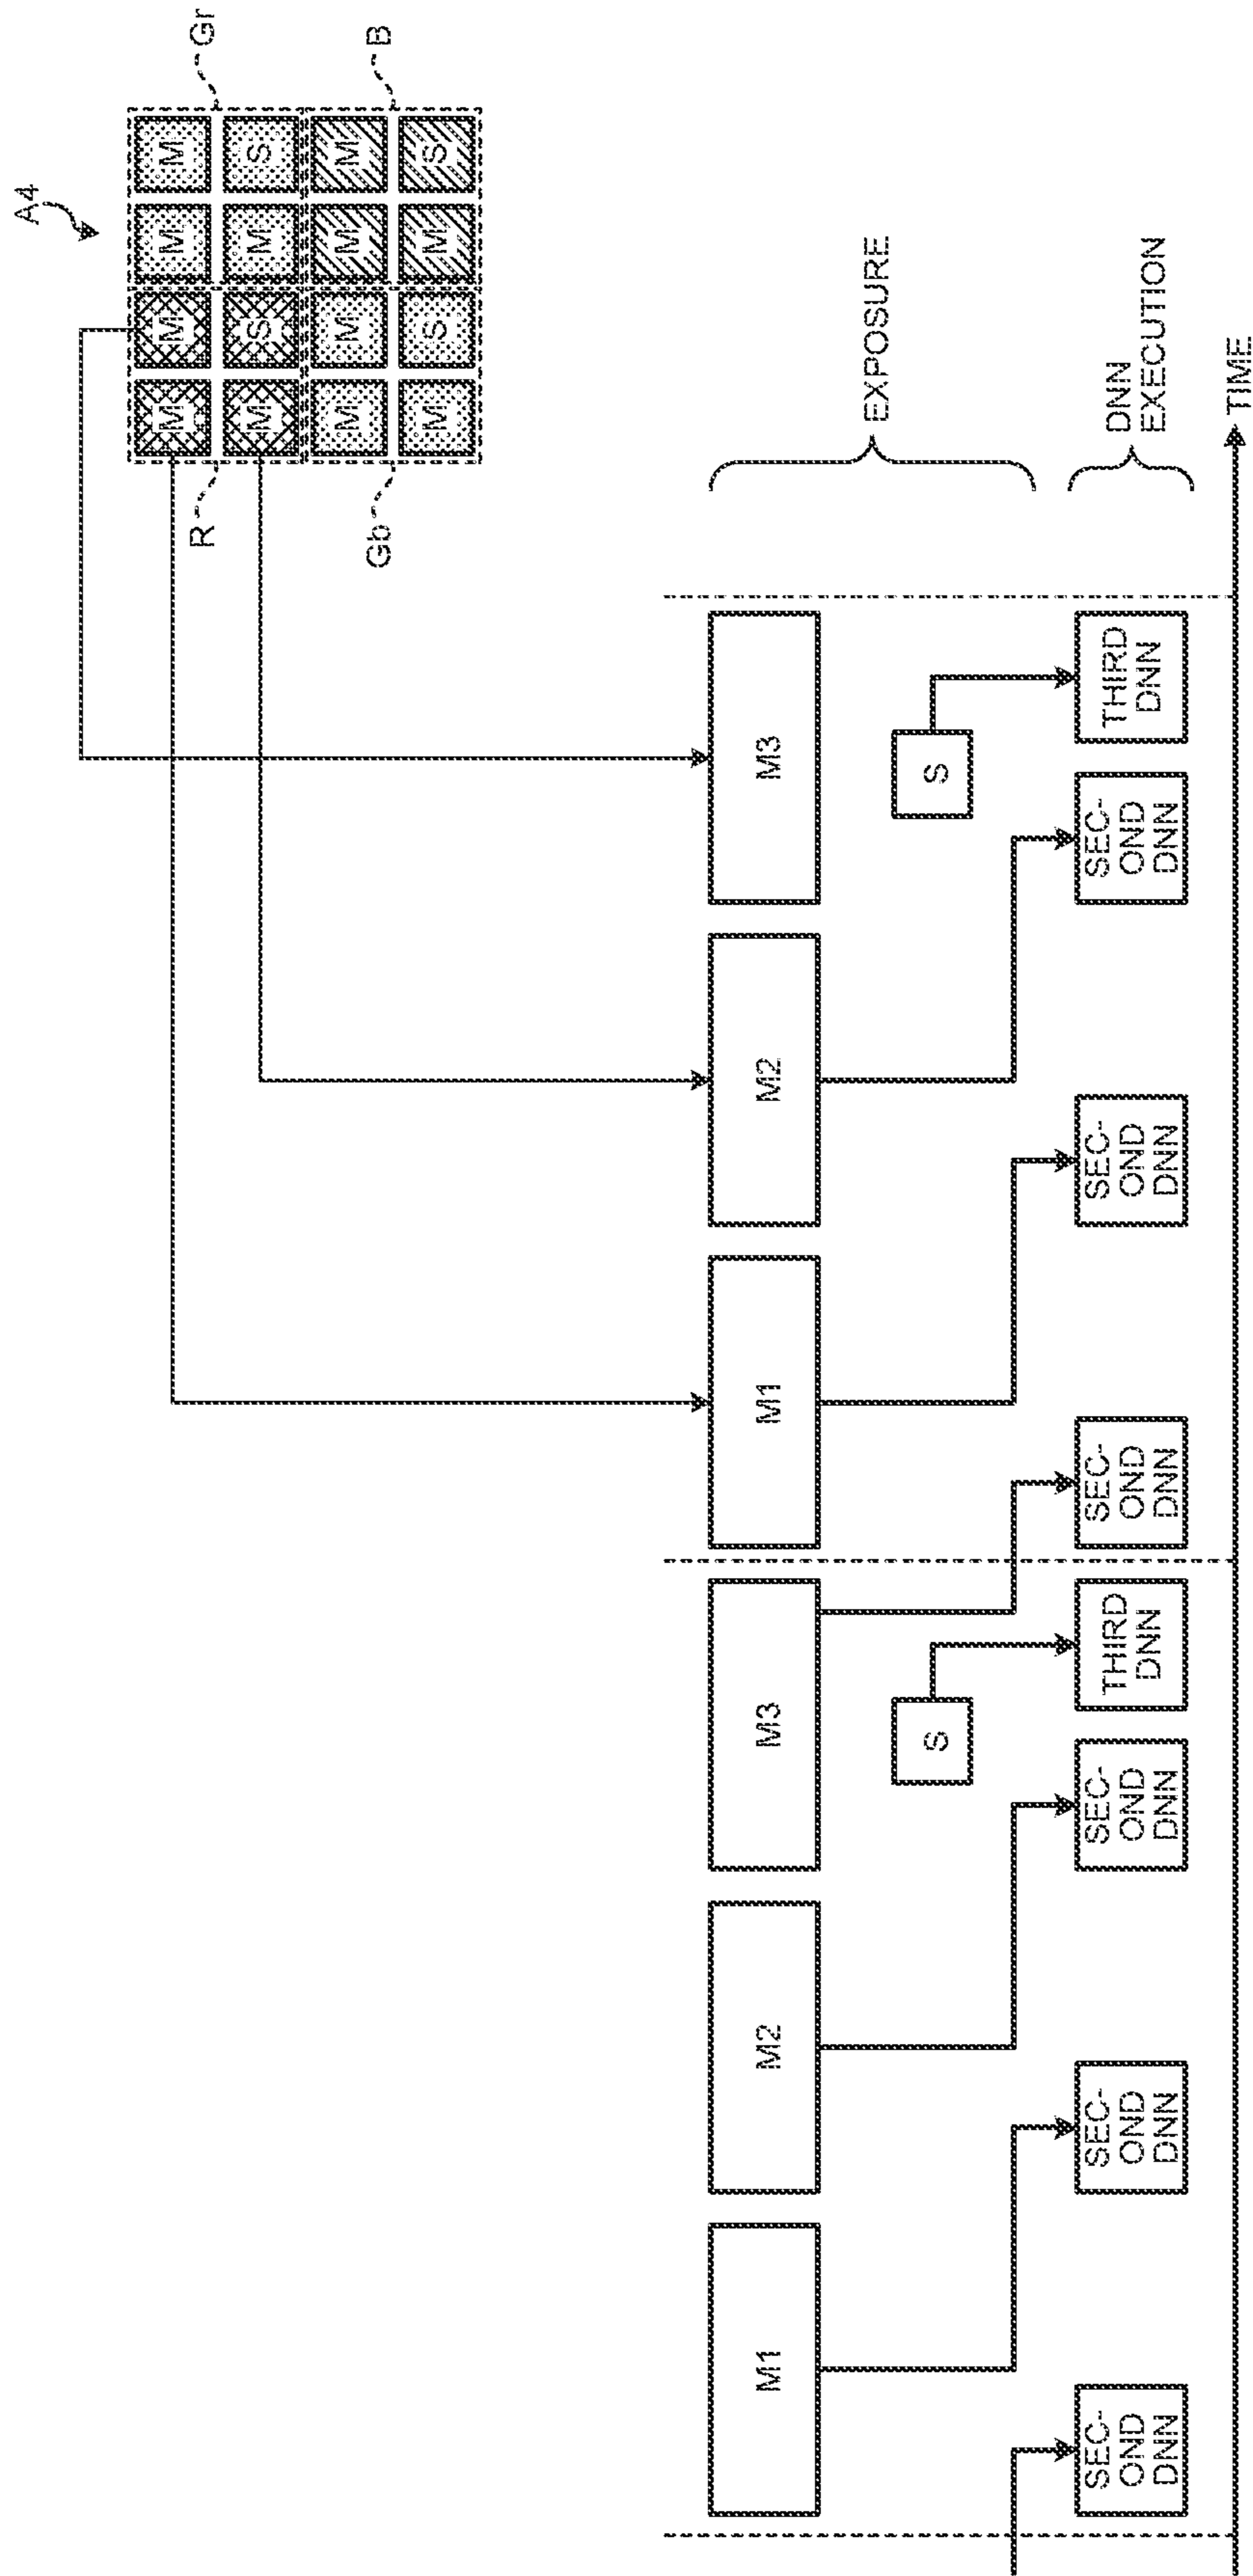 A4
R
M M M M
Gr
M S M S
Gb
M M M M
B
M S M S
M1
M2
M3
M1
M2
M3
EXPOSURE
S
S
SEC-
OND
DNN
SEC-
OND
DNN
SEC-
OND
DNN
THIRD
DNN
SEC-
OND
DNN
SEC-
OND
DNN
SEC-
OND
DNN
THIRD
DNN
DNN
EXECUTION
TIME